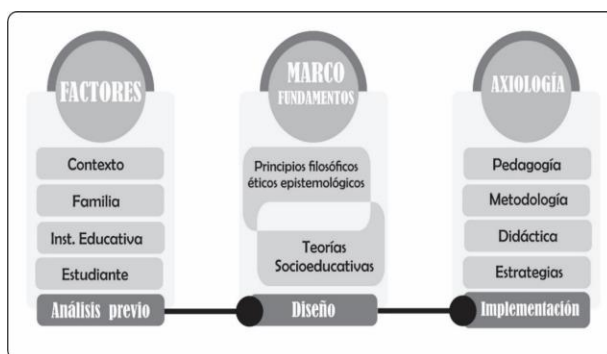 FACTORES
Contexto
Familia
Inst. Educativa
Estudiante
Análisis previo
MARCO
FUNDAMENTOS
Principios filosóficos
éticos epistemológicos
Teorías
Socioeducativas
Diseño
AXIOLOGÍA
Pedagogía
Metodología
Didáctica
Estrategias
Implementación